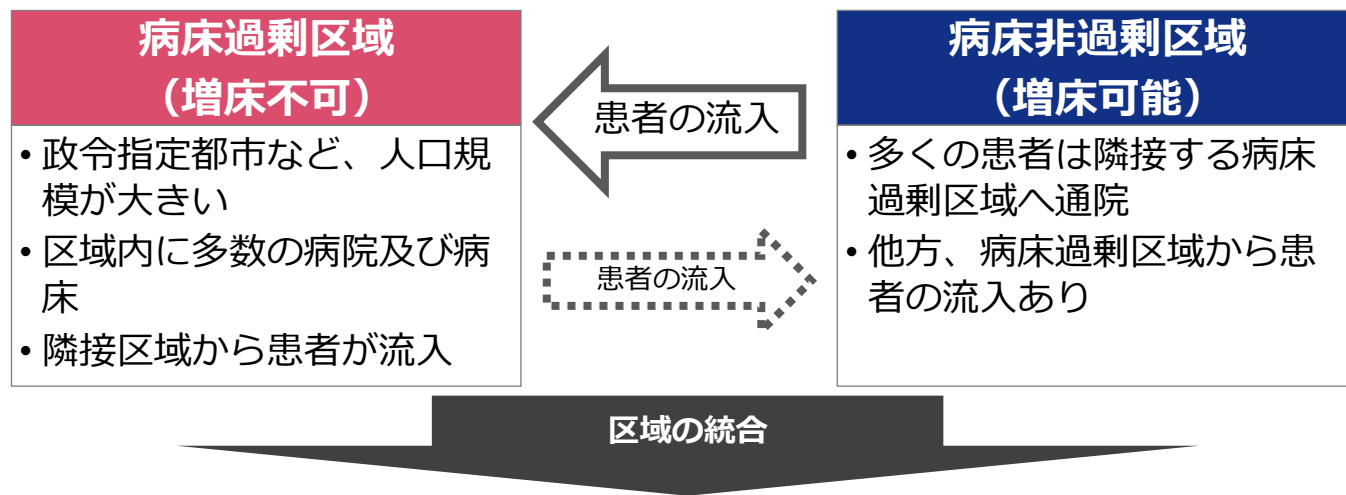 病床過剰区域
（増床不可）
• 政令指定都市など、人口規
模が大きい
• 区域内に多数の病院及び病
床
• 隣接区域から患者が流入
患者の流入
患者の流入
病床非過剰区域
（増床可能）
• 多くの患者は隣接する病床
過剰区域へ通院
• 他方、病床過剰区域から患
者の流入あり
区域の統合